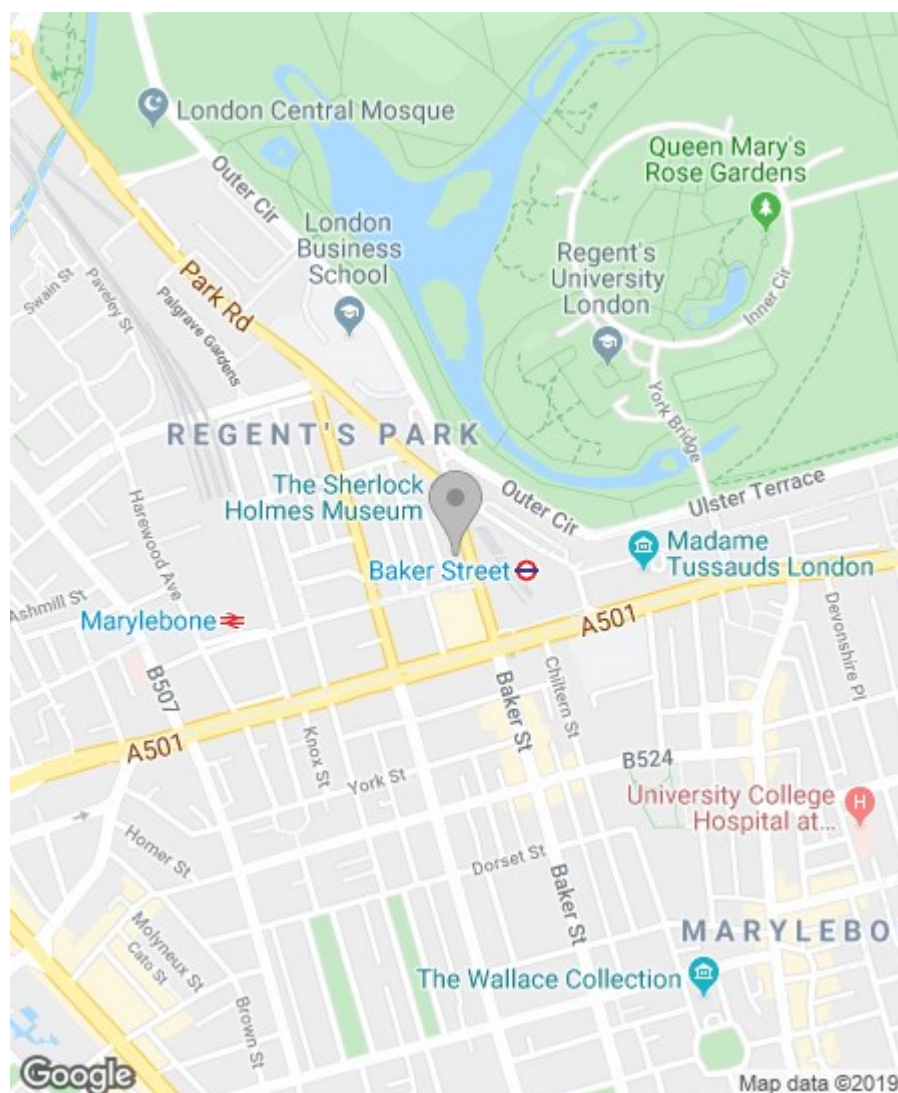 London Central Mosque
Queen Mary's
Rose Gardens
Outer Cir
London
Business
School
Regent's
University
London
Inner Cir
Swain St
Paveley St
Park Rd
Palgrave Gardens
York Bridge
REGENT'S PARK
The Sherlock
Holmes Museum
Outer Cir
Ulster Terrace
Harewood Ave
Baker Street
Madame
Tussauds London
Ashmill St
Marylebone
A501
Devonshire Pl
B507
Baker St
Chiltern St
A501
Knox St
York St
B524
University College
Hospital at...
Homer St
Dorset St
Baker St
MARYLEBO
Molyneux St
Cato St
The Wallace Collection
Brown St
Google
Map data ©2019
H